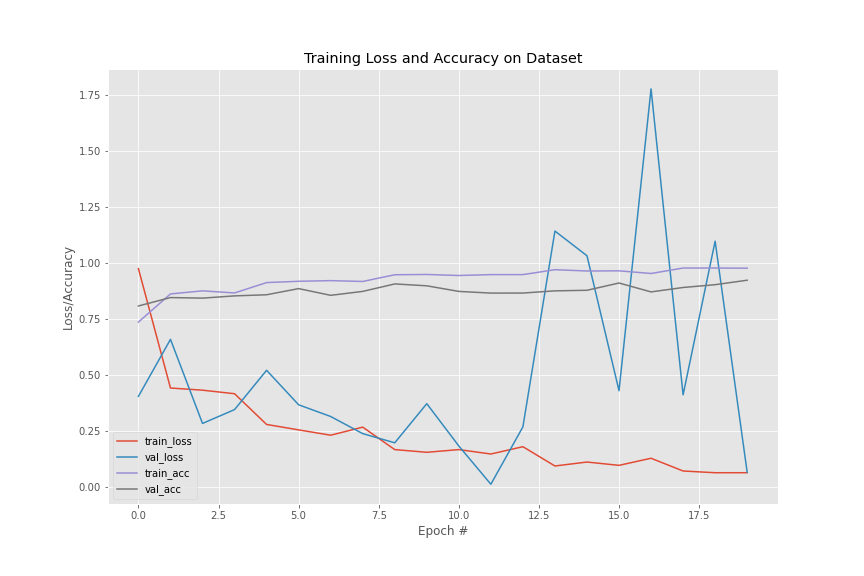 Training Loss and Accuracy on Dataset
Loss/Accuracy
1.75
1.50
1.25
1.00
0.75
0.50
0.25
0.00
train_loss
val_loss
train_acc
val_acc
0.0 2.5 5.0 7.5 10.0 12.5 15.0 17.5
Epoch #